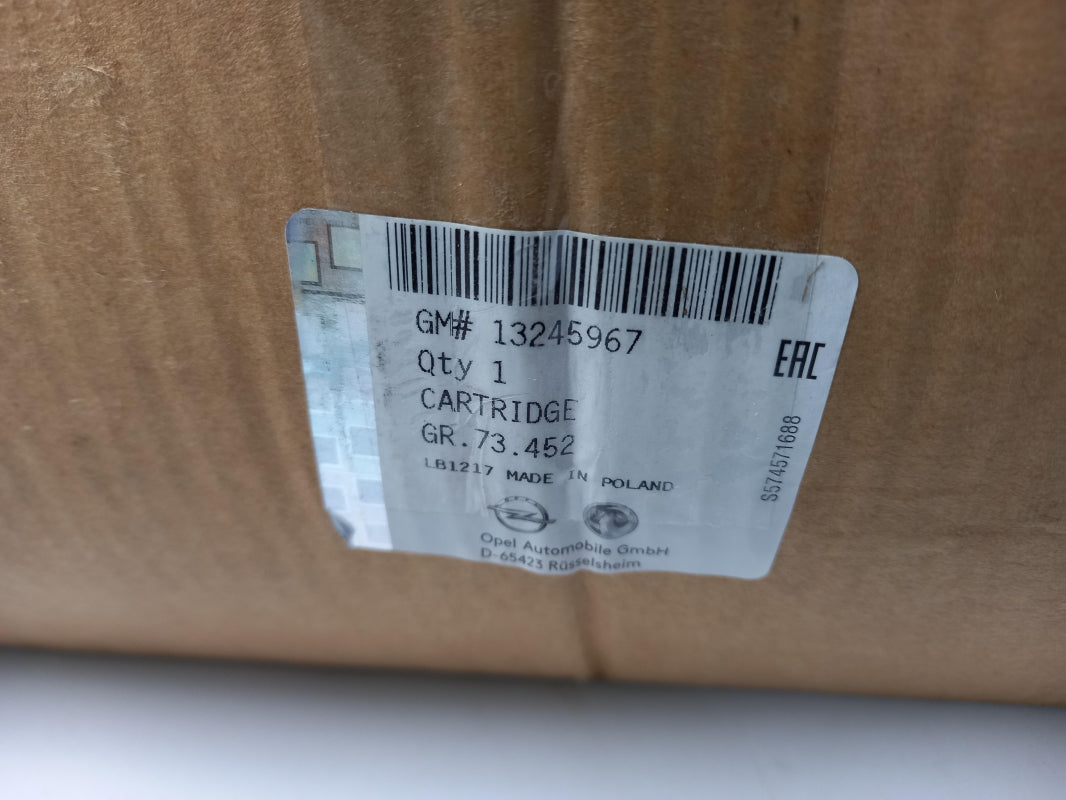 GM# 13245967
Qty 1
CARTRIDGE
GR.73.452
LB1217 MADE IN POLAND
Opel Automobile GmbH
D-65423 Rüsselsheim
EAC
S574571688